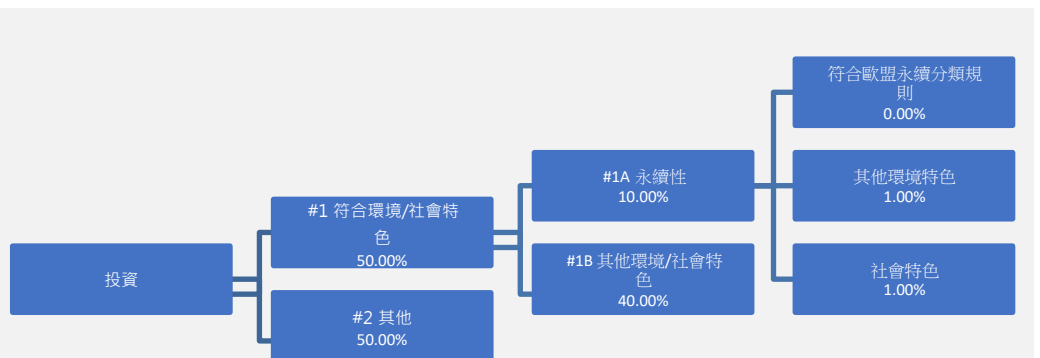 投資
#1 符合環境/社會特
色
50.00%
#2 其他
50.00%
#1A 永續性
10.00%
#1B 其他環境/社會特
色
40.00%
符合歐盟永續分類規
則
0.00%
其他環境特色
1.00%
社會特色
1.00%